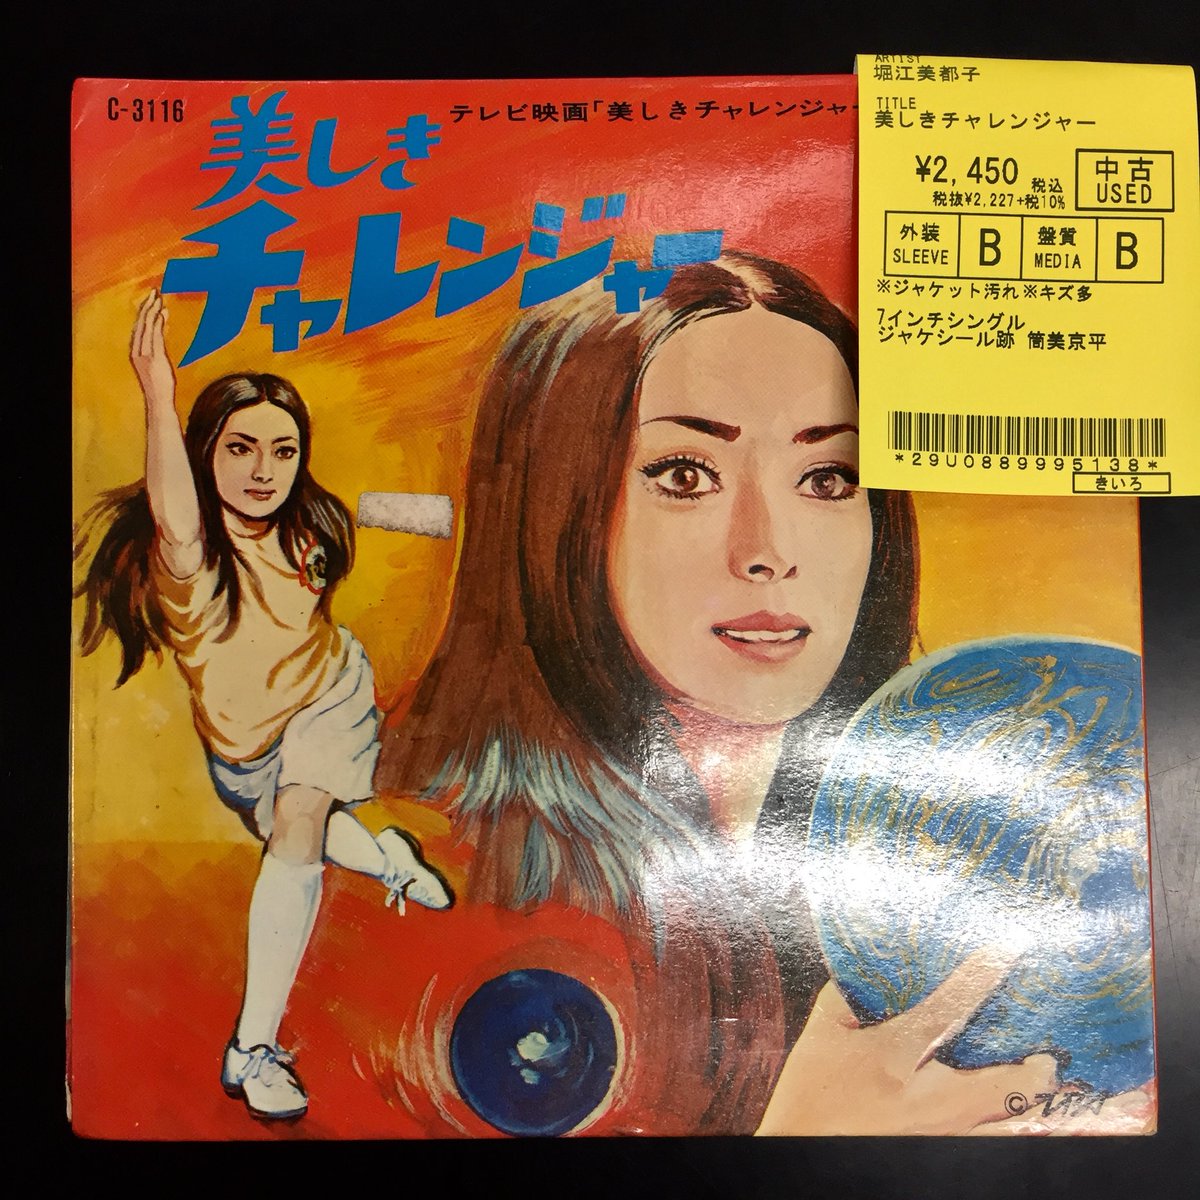 C-3116
美しき
チャレンジャー
テレビ映画「美しきチャレンジャー
ARTIST
堀江美都子
TITLE
美しきチャレンジャー
¥2,450 税込
税抜¥2,227+税10%
中古
USED
外装
SLEEVE
B
盤質
MEDIA
B
※ジャケット汚れ※キズ多
7インチシングル
ジャケシール跡 筒美京平
*29U0889995138*
きいろ
©